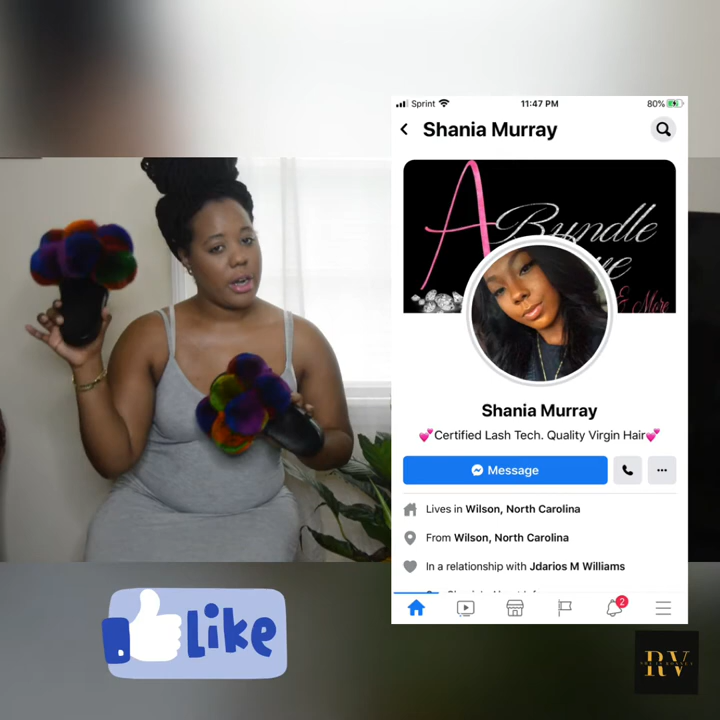 Sprint 11:47 PM 80%
Shania Murray
A Bundle
& More
Shania Murray
💕Certified Lash Tech. Quality Virgin Hair💕
Message
Lives in Wilson, North Carolina
From Wilson, North Carolina
In a relationship with Jdarios M Williams
2
Like
RV